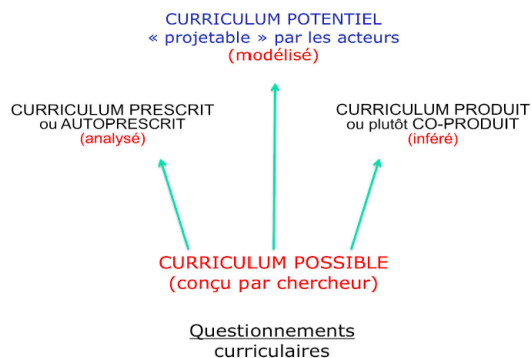 CURRICULUM POTENTIEL
« projetable » par les acteurs
(modélisé)
CURRICULUM PRESCRIT
ou AUTOPRESCRIT
(analysé)
CURRICULUM PRODUIT
ou plutôt CO-PRODUIT
(inféré)
CURRICULUM POSSIBLE
(conçu par chercheur)
Questionnements
curriculaires